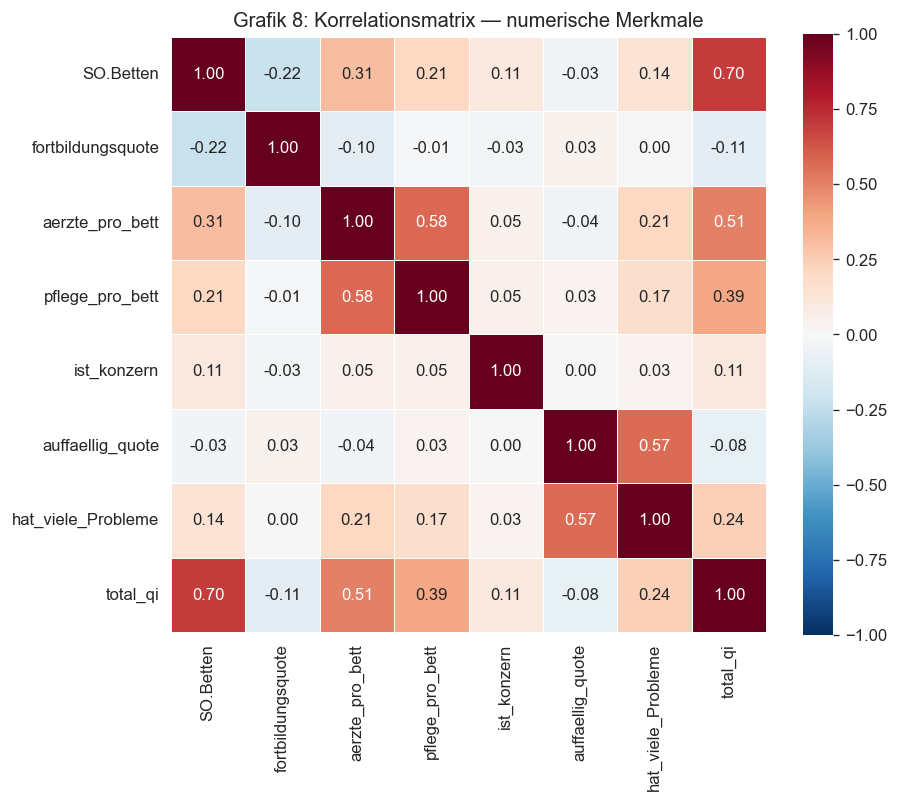 Grafik 8: Korrelationsmatrix — numerische Merkmale
SO.Betten 1.00 -0.22 0.31 0.21 0.11 -0.03 0.14 0.70
fortbildungsquote -0.22 1.00 -0.10 -0.01 -0.03 0.03 0.00 -0.11
aerzte_pro_bett 0.31 -0.10 1.00 0.58 0.05 -0.04 0.21 0.51
pflege_pro_bett 0.21 -0.01 0.58 1.00 0.05 0.03 0.17 0.39
ist_konzern 0.11 -0.03 0.05 0.05 1.00 0.00 0.03 0.11
auffaellig_quote -0.03 0.03 -0.04 0.03 0.00 1.00 0.57 -0.08
hat_viele_Probleme 0.14 0.00 0.21 0.17 0.03 0.57 1.00 0.24
total_qi 0.70 -0.11 0.51 0.39 0.11 -0.08 0.24 1.00
SO.Betten
fortbildungsquote
aerzte_pro_bett
pflege_pro_bett
ist_konzern
auffaellig_quote
hat_viele_Probleme
total_qi
1.00
0.75
0.50
0.25
0.00
−0.25
−0.50
−0.75
−1.00